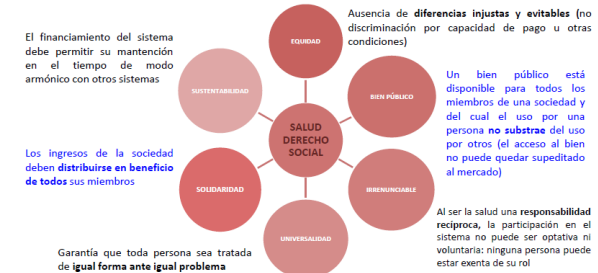 Ausencia de diferencias injustas y evitables (no
discriminación por capacidad de pago u otras
condiciones)
EQUIDAD
El financiamiento del sistema
debe permitir su mantención
en el tiempo de modo
armónico con otros sistemas
SUSTENTABILIDAD
BIEN PÚBLICO
Un bien público está
disponible para todos los
miembros de una sociedad y
del cual el uso por una
persona no substrae del uso
por otros (el acceso al bien
no puede quedar supeditado
al mercado)
SALUD
DERECHO
SOCIAL
Los ingresos de la sociedad
deben distribuirse en beneficio
de todos sus miembros
SOLIDARIDAD
IRRENUNCIABLE
Al ser la salud una responsabilidad
recíproca, la participación en el
sistema no puede ser optativa ni
voluntaria: ninguna persona puede
estar exenta de su rol
UNIVERSALIDAD
Garantía que toda persona sea tratada
de igual forma ante igual problema